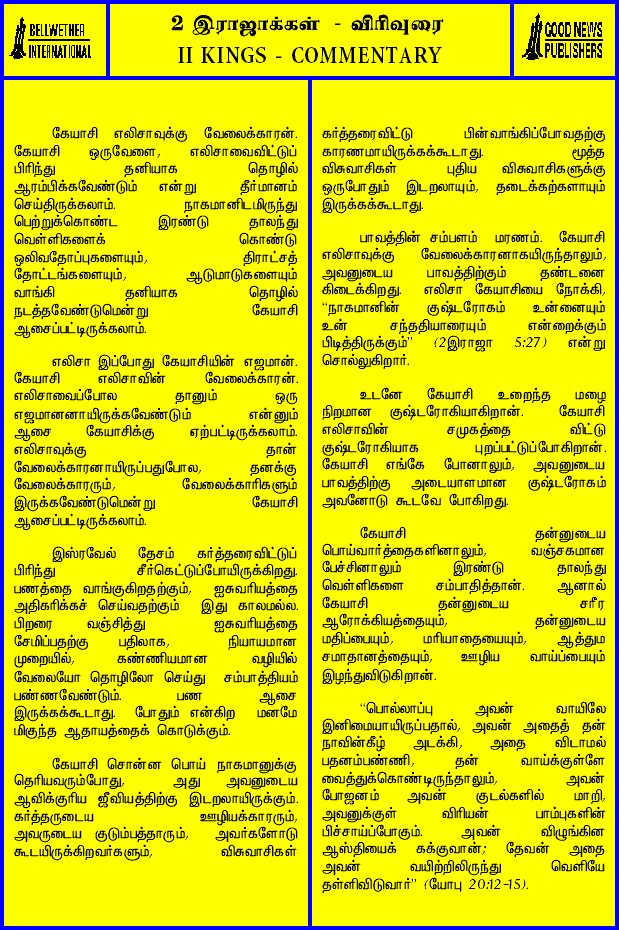 BELLWETHER
INTERNATIONAL
2 இராஜாக்கள் - விரிவுரை
II KINGS - COMMENTARY
GOOD NEWS
PUBLISHERS
கேயாசி எலிசாவுக்கு வேலைக்காரன்.
கேயாசி ஒருவேளை, எலிசாவைவிட்டுப்
பிரிந்து தனியாக தொழில்
ஆரம்பிக்கவேண்டும் என்று தீர்மானம்
செய்திருக்கலாம். நாகமானிடமிருந்து
பெற்றுக்கொண்ட இரண்டு தாலந்து
வெள்ளிகளைக் கொண்டு
ஒலிவதோப்புகளையும், திராட்சத்
தோட்டங்களையும், ஆடுமாடுகளையும்
வாங்கி தனியாக தொழில்
நடத்தவேண்டுமென்று கேயாசி
ஆசைப்பட்டிருக்கலாம்.
எலிசா இப்போது கேயாசியின் எஜமான்.
கேயாசி எலிசாவின் வேலைக்காரன்.
எலிசாவைப்போல தானும் ஒரு
எஜமானனாயிருக்கவேண்டும் என்னும்
ஆசை கேயாசிக்கு ஏற்பட்டிருக்கலாம்.
எலிசாவுக்கு தான்
வேலைக்காரனாயிருப்பதுபோல, தனக்கு
வேலைக்காரரும், வேலைக்காரிகளும்
இருக்கவேண்டுமென்று கேயாசி
ஆசைப்பட்டிருக்கலாம்.
இஸ்ரவேல் தேசம் கர்த்தரைவிட்டுப்
பிரிந்து சீர்கெட்டுப்போயிருக்கிறது.
பணத்தை வாங்குகிறதற்கும், ஐசுவரியத்தை
அதிகரிக்கச் செய்வதற்கும் இது காலமல்ல.
பிறரை வஞ்சித்து ஐசுவரியத்தை
சேமிப்பதற்கு பதிலாக, நியாயமான
முறையில், கண்ணியமான வழியில்
வேலையோ தொழிலோ செய்து சம்பாத்தியம்
பண்ணவேண்டும். பண ஆசை
இருக்கக்கூடாது. போதும் என்கிற மனமே
மிகுந்த ஆதாயத்தைக் கொடுக்கும்.
கேயாசி சொன்ன பொய் நாகமானுக்கு
தெரியவரும்போது, அது அவனுடைய
ஆவிக்குரிய ஜீவியத்திற்கு இடறலாயிருக்கும்.
கர்த்தருடைய ஊழியக்காரரும்,
அவருடைய குடும்பத்தாரும், அவர்களோடு
கூடயிருக்கிறவர்களும், விசுவாசிகள்
கர்த்தரைவிட்டு பின்வாங்கிப்போவதற்கு
காரணமாயிருக்கக்கூடாது. மூத்த
விசுவாசிகள் புதிய விசுவாசிகளுக்கு
ஒருபோதும் இடறலாயும், தடைக்கற்களாயும்
இருக்கக்கூடாது.
பாவத்தின் சம்பளம் மரணம். கேயாசி
எலிசாவுக்கு வேலைக்காரனாகயிருந்தாலும்,
அவனுடைய பாவத்திற்கும் தண்டனை
கிடைக்கிறது. எலிசா கேயாசியை நோக்கி,
“நாகமானின் குஷ்டரோகம் உன்னையும்
உன் சந்ததியாரையும் என்றைக்கும்
பிடித்திருக்கும்” (2இராஜா 5:27) என்று
சொல்லுகிறார்.
உடனே கேயாசி உறைந்த மழை
நிறமான குஷ்டரோகியாகிறான். கேயாசி
எலிசாவின் சமுகத்தை விட்டு
குஷ்டரோகியாக புறப்பட்டுப்போகிறான்.
கேயாசி எங்கே போனாலும், அவனுடைய
பாவத்திற்கு அடையாளமான குஷ்டரோகம்
அவனோடு கூடவே போகிறது.
கேயாசி தன்னுடைய
பொய்வார்த்தைகளினாலும், வஞ்சகமான
பேச்சினாலும் இரண்டு தாலந்து
வெள்ளிகளை சம்பாதித்தான். ஆனால்
கேயாசி தன்னுடைய சரீர
ஆரோக்கியத்தையும், தன்னுடைய
மதிப்பையும், மரியாதையையும், ஆத்தும
சமாதானத்தையும், ஊழிய வாய்ப்பையும்
இழந்துவிடுகிறான்.
“பொல்லாப்பு அவன் வாயிலே
இனிமையாயிருப்பதால், அவன் அதைத் தன்
நாவின்கீழ் அடக்கி, அதை விடாமல்
பதனம்பண்ணி, தன் வாய்க்குள்ளே
வைத்துக்கொண்டிருந்தாலும், அவன்
போஜனம் அவன் குடல்களில் மாறி,
அவனுக்குள் விரியன் பாம்புகளின்
பிச்சாய்ப்போகும். அவன் விழுங்கின
ஆஸ்தியைக் கக்குவான்; தேவன் அதை
அவன் வயிற்றிலிருந்து வெளியே
தள்ளிவிடுவார்” (யோபு 20:12-15).